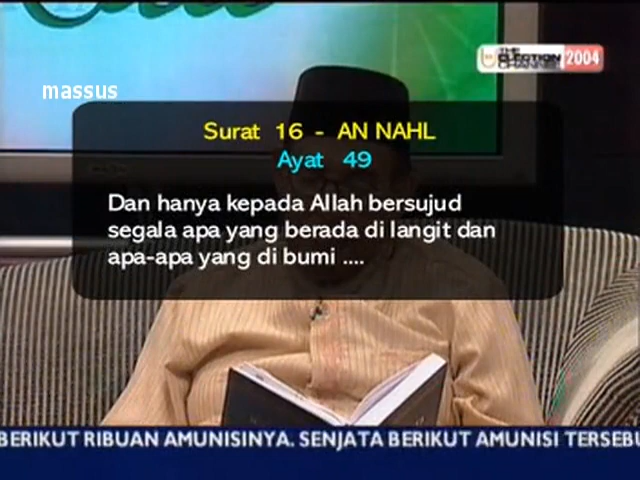 THE
ELECTION
CHANNEL
2004
massus
Surat 16 - AN NAHL
Ayat 49
Dan hanya kepada Allah bersujud
segala apa yang berada di langit dan
apa-apa yang di bumi ....
BERIKUT RIBUAN AMUNISINYA. SENJATA BERIKUT AMUNISI TERSEBU